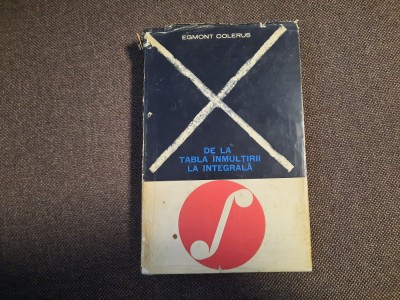 EGMONT COLERUS
DE LA
TABLA INMULTIRII
LA INTEGRALĂ